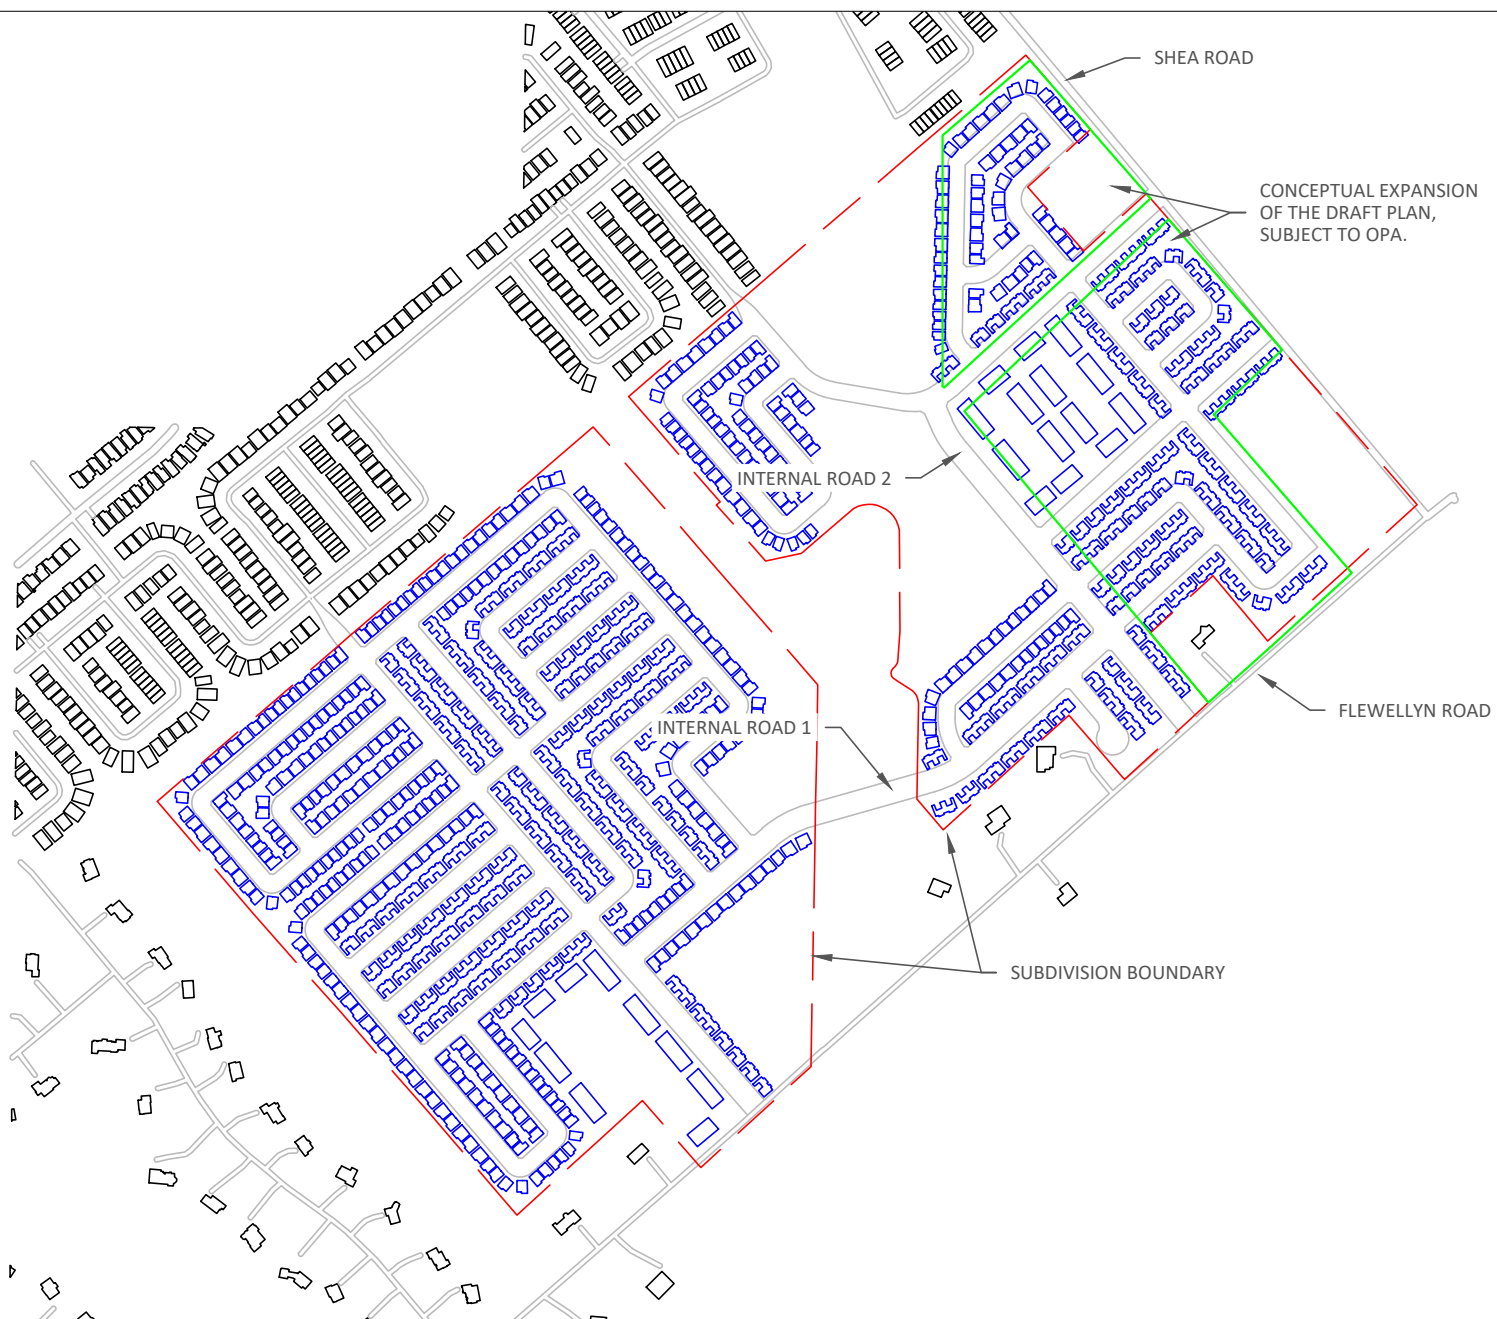 SHEA ROAD
CONCEPTUAL EXPANSION
OF THE DRAFT PLAN,
SUBJECT TO OPA.
INTERNAL ROAD 2
FLEWELLYN ROAD
INTERNAL ROAD 1
SUBDIVISION BOUNDARY